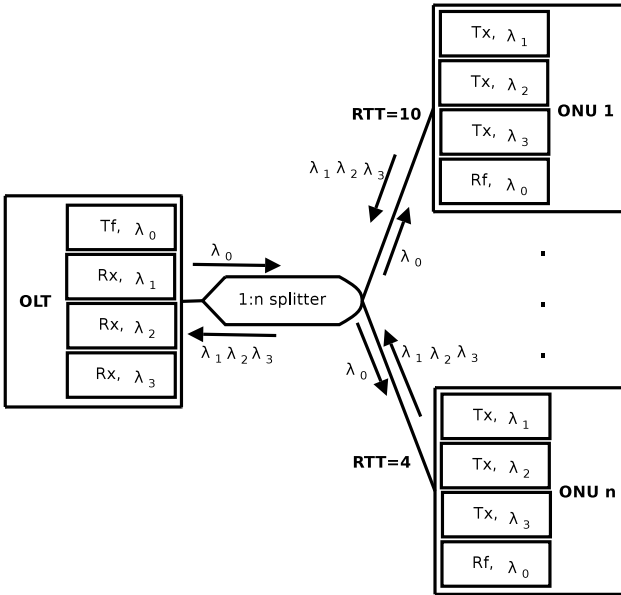 Tx, λ1
Tx, λ2
Tx, λ3
Rf, λ0
ONU 1
RTT=10
λ1 λ2 λ3
λ0
OLT
Tf, λ0
Rx, λ1
Rx, λ2
Rx, λ3
λ0
1:n splitter
λ1 λ2 λ3
λ1 λ2 λ3
λ0
RTT=4
Tx, λ1
Tx, λ2
Tx, λ3
Rf, λ0
ONU n